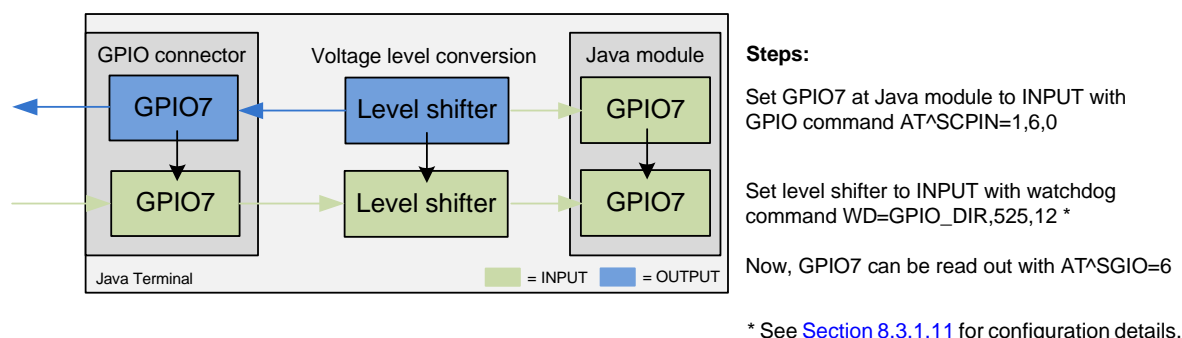 GPIO connector
Voltage level conversion
Java module
GPIO7
Level shifter
GPIO7
GPIO7
Level shifter
GPIO7
Java Terminal
= INPUT
= OUTPUT
Steps:
Set GPIO7 at Java module to INPUT with
GPIO command AT^SCPIN=1,6,0
Set level shifter to INPUT with watchdog
command WD=GPIO_DIR,525,12 *
Now, GPIO7 can be read out with AT^SGIO=6
* See Section 8.3.1.11 for configuration details.